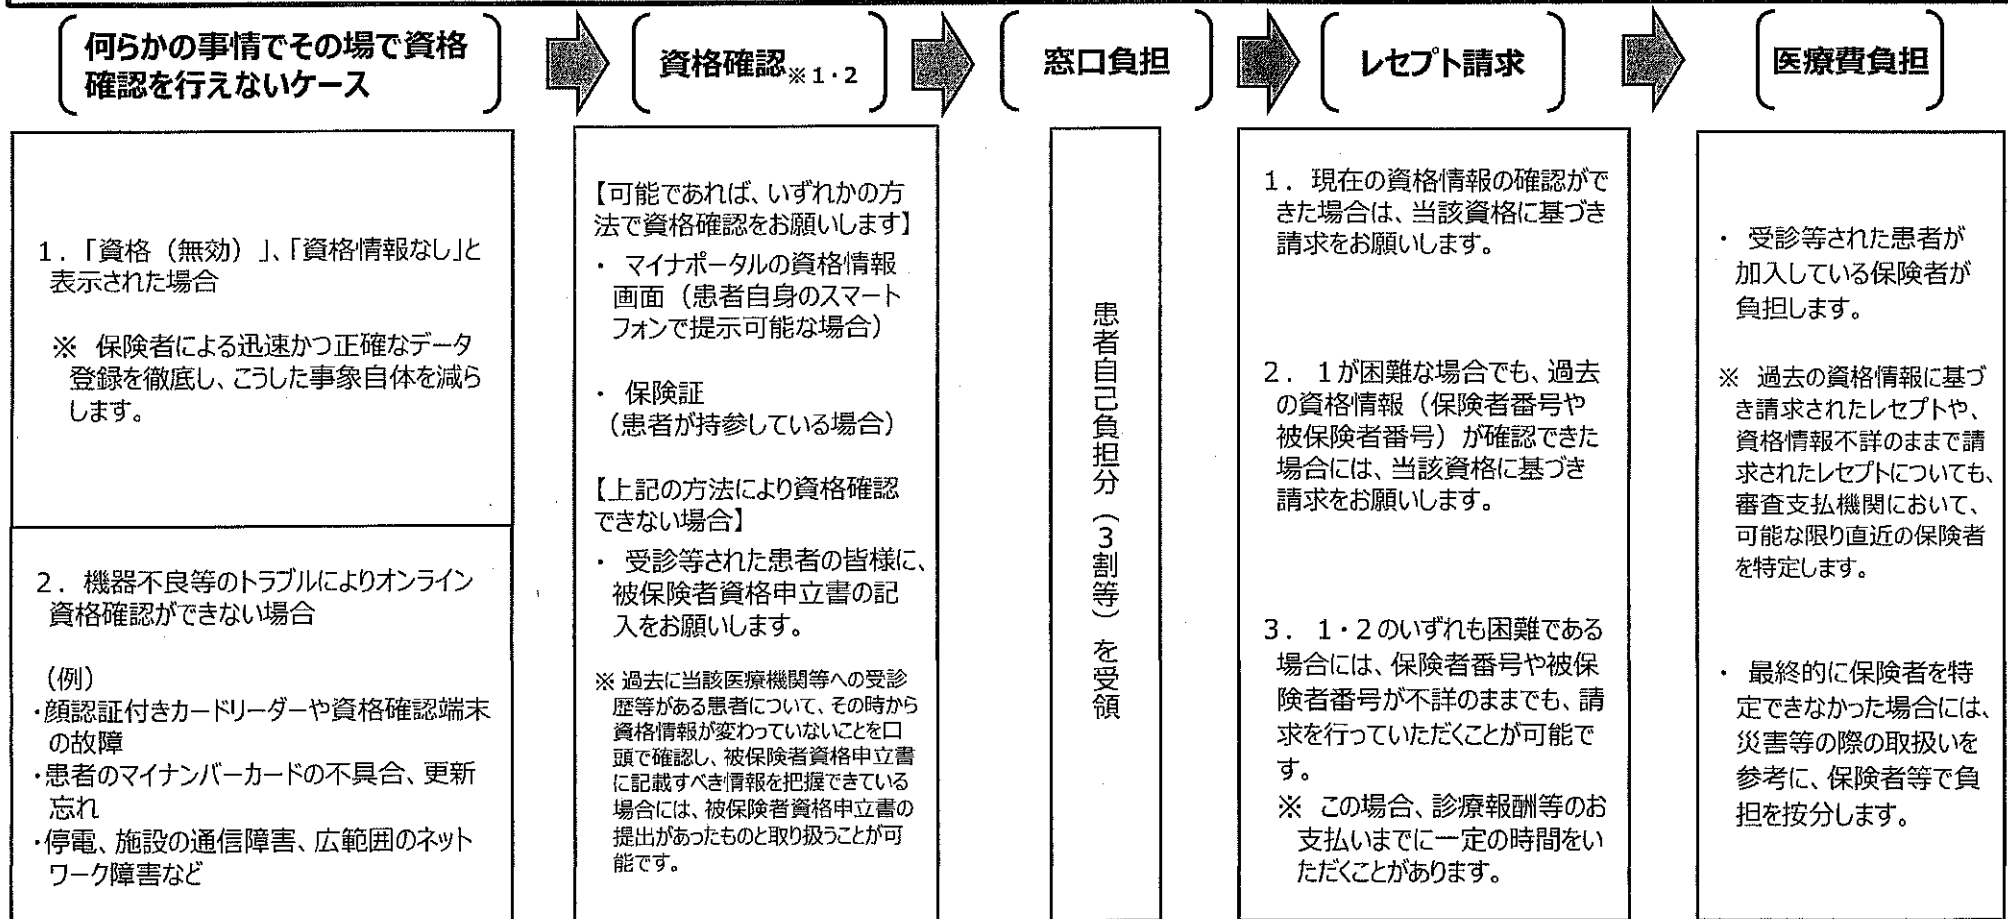 何らかの事情でその場で資格
確認を行えないケース
資格確認※1・2
窓口負担
レセプト請求
医療費負担
1.「資格(無効)」、「資格情報なし」と
表示された場合
※ 保険者による迅速かつ正確なデータ
登録を徹底し、こうした事象自体を減ら
します。
2. 機器不良等のトラブルによりオンライン
資格確認ができない場合
(例)
・顔認証付きカードリーダーや資格確認端末
の故障
・患者のマイナンバーカードの不具合、更新
忘れ
・停電、施設の通信障害、広範囲のネット
ワーク障害など
【可能であれば、いずれかの方
法で資格確認をお願いします】
・ マイナポータルの資格情報
画面(患者自身のスマート
フォンで提示可能な場合)
・ 保険証
(患者が持参している場合)
【上記の方法により資格確認
できない場合】
・ 受診等された患者の皆様に、
被保険者資格申立書の記
入をお願いします。
※ 過去に当該医療機関等への受診
歴等がある患者について、その時から
資格情報が変わっていないことを口
頭で確認し、被保険者資格申立書
に記載すべき情報を把握できている
場合には、被保険者資格申立書の
提出があったものと取り扱うことが可
能です。
患者自己負担分(3割等)を受領
1. 現在の資格情報の確認がで
きた場合は、当該資格に基づき
請求をお願いします。
2. 1が困難な場合でも、過去
の資格情報(保険者番号や
被保険者番号)が確認できた
場合には、当該資格に基づき
請求をお願いします。
3. 1・2のいずれも困難である
場合には、保険者番号や被保
険者番号が不詳のままでも、請
求を行っていただくことが可能で
す。
※ この場合、診療報酬等のお
支払いまでに一定の時間をい
ただくことがあります。
・ 受診等された患者が
加入している保険者が
負担します。
※ 過去の資格情報に基づ
き請求されたレセプトや、
資格情報不詳のままで請
求されたレセプトについても、
審査支払機関において、
可能な限り直近の保険者
を特定します。
・ 最終的に保険者を特
定できなかった場合には、
災害等の際の取扱いを
参考に、保険者等で負
担を按分します。